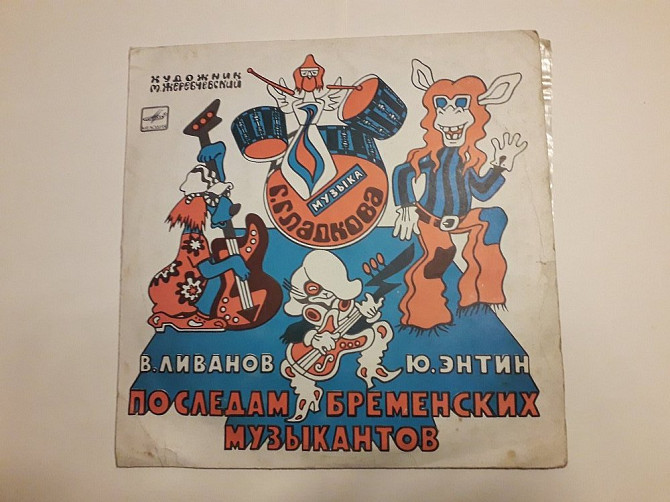 ХУДОЖНИК
М.ЖЕРЕБЧЕВСКИЙ
МУЗЫКА
Г.ГЛАДКОВА
В.ЛИВАНОВ
Ю.ЭНТИН
ПО СЛЕДАМ БРЕМЕНСКИХ
МУЗЫКАНТОВ